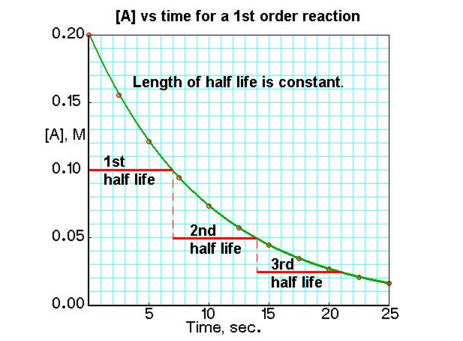 [A] vs time for a 1st order reaction
0.20
Length of half life is constant.
0.15
[A], M
0.10
1st
half life
2nd
half life
0.05
3rd
half life
0.00
5 10 15 20 25
Time, sec.